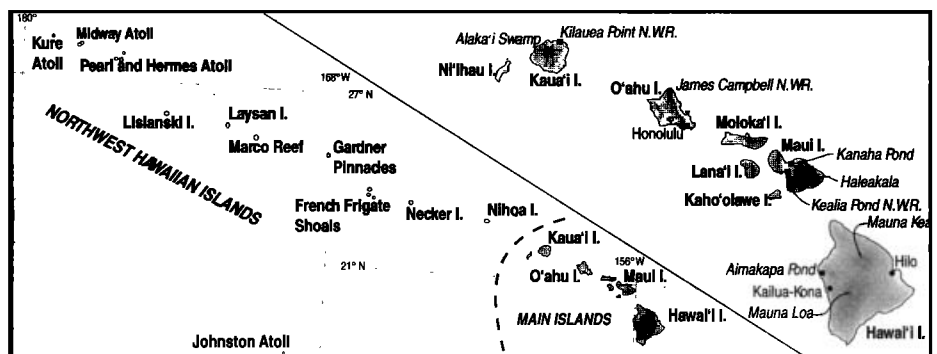 180°
Kure
Atoll
Midway Atoll
Pearl and Hermes Atoll
168° W
27° N
Lisianski I.
Laysan I.
Marco Reef
Gardner
Pinnacles
NORTHWEST HAWAIIAN ISLANDS
French Frigate
Shoals
Necker I.
Nihoa I.
21° N
Johnston Atoll
Kaua'i I.
O'ahu I.
156° W
Maui I.
MAIN ISLANDS
Hawai'i I.
Alaka'i Swamp
Kilauea Point N.W.R.
Ni'ihau I.
Kaua'i I.
O'ahu I.
James Campbell N.W.R.
Honolulu
Moloka'i I.
Maui I.
Kanaha Pond
Lana'i I.
Haleakala
Kaho'olawe I.
Kealia Pond N.W.R.
Mauna Kea
Aimakapa Pond
Hilo
Kailua-Kona
Mauna Loa
Hawai'i I.